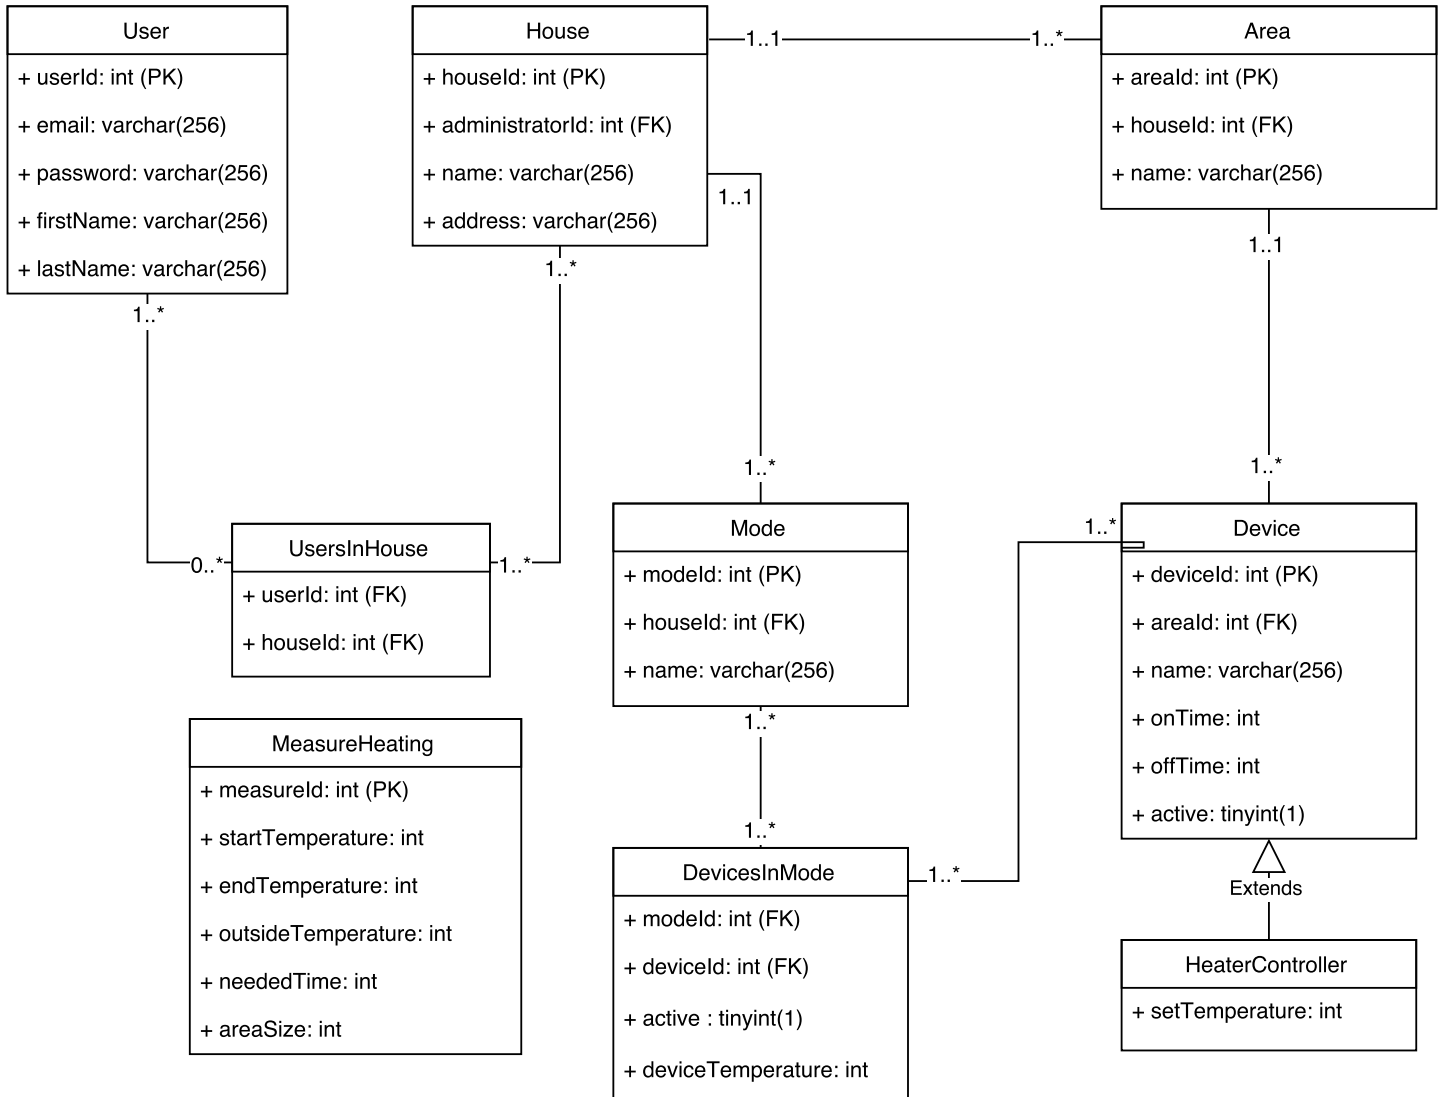 User
+ userId: int (PK)
+ email: varchar(256)
+ password: varchar(256)
+ firstName: varchar(256)
+ lastName: varchar(256)
1..*
House
+ houseId: int (PK)
+ administratorId: int (FK)
+ name: varchar(256)
+ address: varchar(256)
1..*
1..1
1..*
1..1
Area
+ areaId: int (PK)
+ houseId: int (FK)
+ name: varchar(256)
1..1
1..*
1..*
0..*
UsersInHouse
+ userId: int (FK)
+ houseId: int (FK)
1..*
Mode
+ modeId: int (PK)
+ houseId: int (FK)
+ name: varchar(256)
1..*
1..*
1..*
Device
+ deviceId: int (PK)
+ areaId: int (FK)
+ name: varchar(256)
+ onTime: int
+ offTime: int
+ active: tinyint(1)
Extends
MeasureHeating
+ measureId: int (PK)
+ startTemperature: int
+ endTemperature: int
+ outsideTemperature: int
+ neededTime: int
+ areaSize: int
DevicesInMode
+ modeId: int (FK)
+ deviceId: int (FK)
+ active : tinyint(1)
+ deviceTemperature: int
1..*
HeaterController
+ setTemperature: int